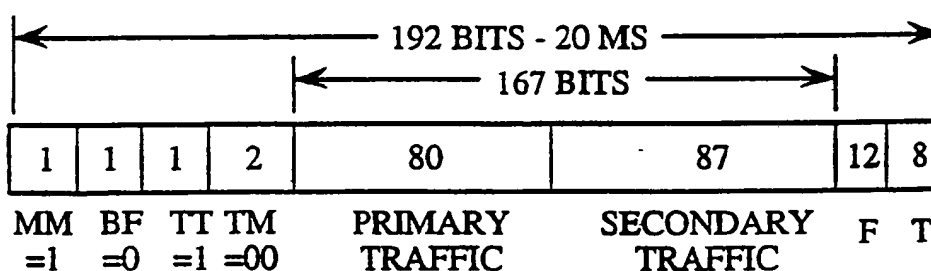 192 BITS - 20 MS
167 BITS
1 1 1 2 80 87 12 8
MM BF TT TM PRIMARY SECONDARY F T
=1 =0 =1 =00 TRAFFIC TRAFFIC